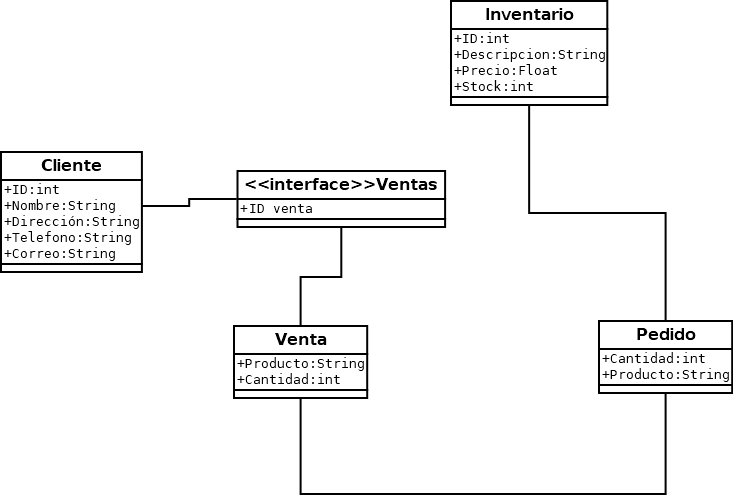 Inventario
+ID:int
+Descripcion:String
+Precio:Float
+Stock:int
Cliente
+ID:int
+Nombre:String
+Dirección:String
+Telefono:String
+Correo:String
<<interface>>Ventas
+ID venta
Venta
+Producto:String
+Cantidad:int
Pedido
+Cantidad:int
+Producto:String